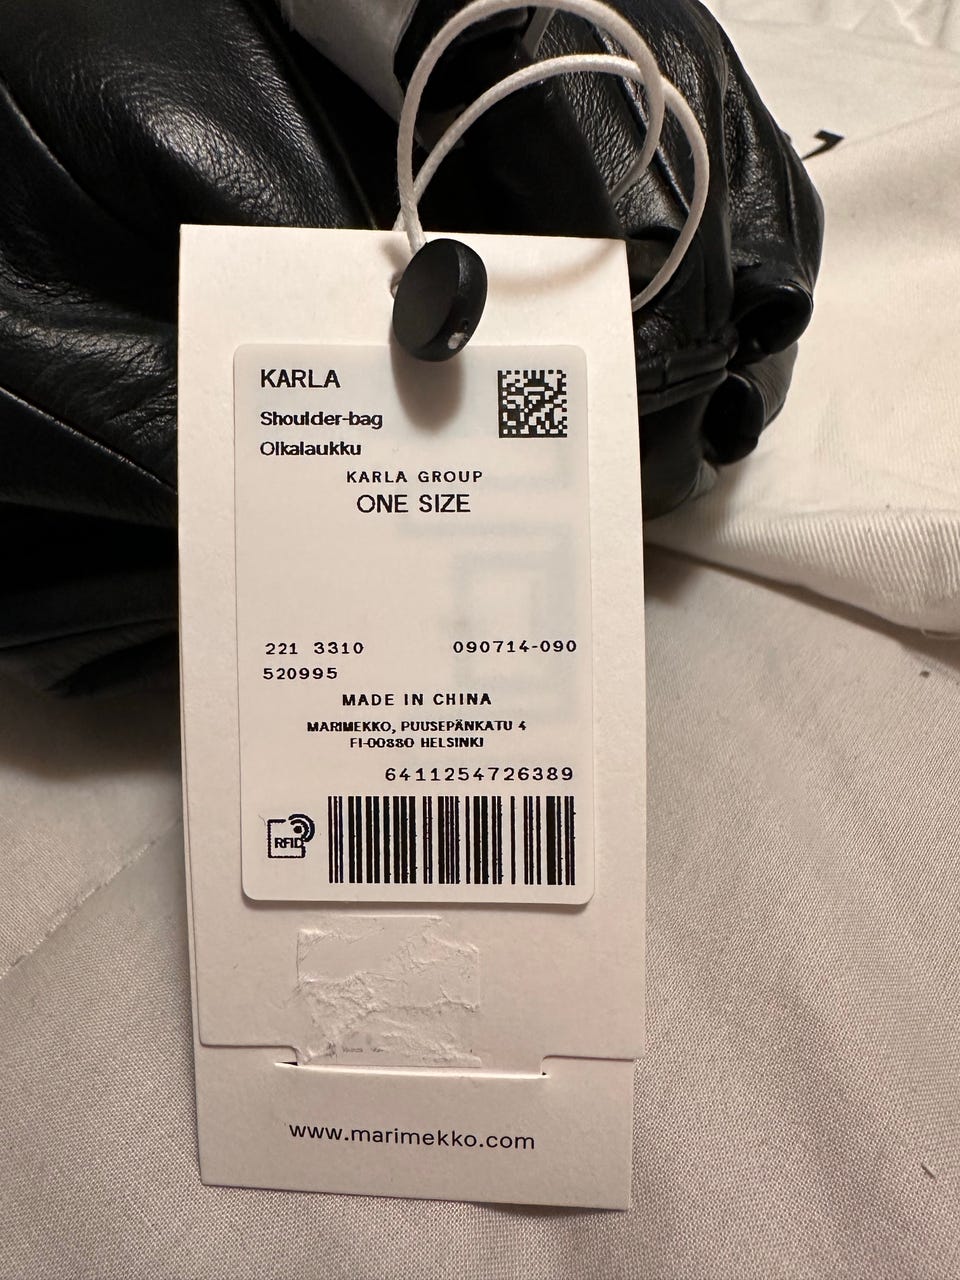 KARLA
Shoulder-bag
Olkalaukku
KARLA GROUP
ONE SIZE
221 3310 090714-090
520995
MADE IN CHINA
MARIMEKKO, PUUSEPÄNKATU 4
FI-00880 HELSINKI
6411254726389
RFID
www.marimekko.com